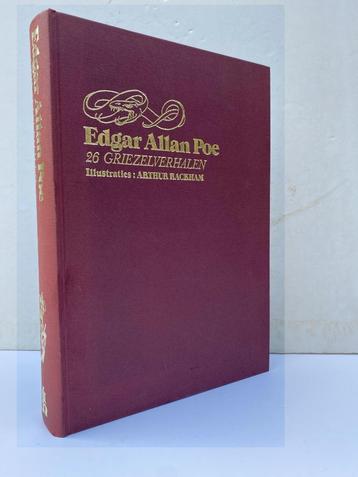 Edgar Allan Poe
26 GRIEZELVERHALEN
Illustraties : ARTHUR RACKHAM
Edgar Allan Poe